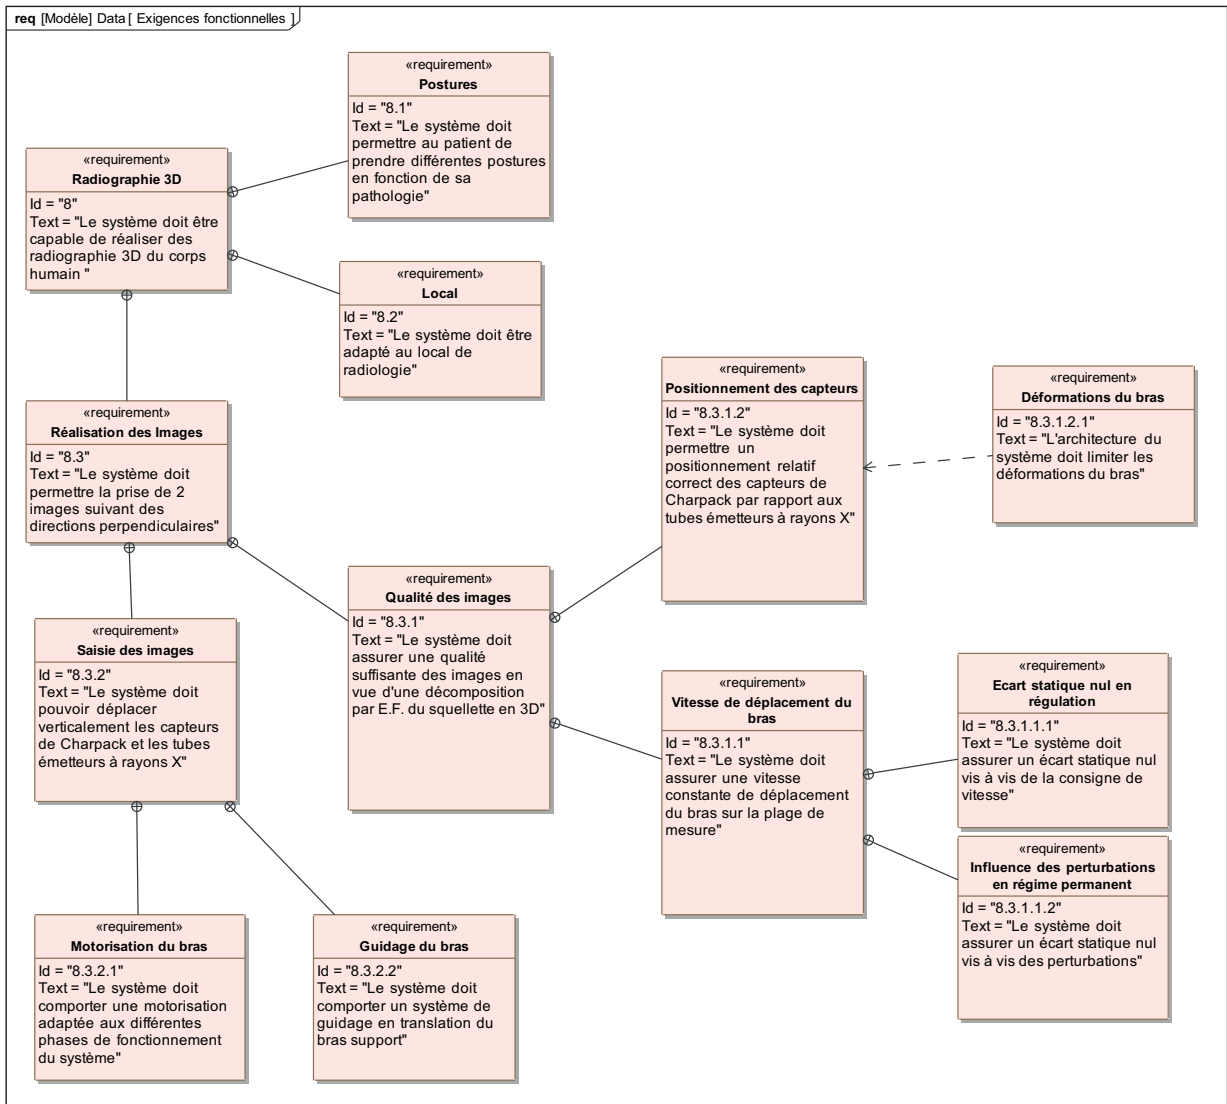 req [Modèle] Data [ Exigences fonctionnelles ]
«requirement»
Postures
Id = "8.1"
Text = "Le système doit
permettre au patient de
prendre différentes postures
en fonction de sa
pathologie"
«requirement»
Radiographie 3D
Id = "8"
Text = "Le système doit être
capable de réaliser des
radiographie 3D du corps
humain "
«requirement»
Local
Id = "8.2"
Text = "Le système doit être
adapté au local de
radiologie"
«requirement»
Positionnement des capteurs
Id = "8.3.1.2"
Text = "Le système doit
permettre un
positionnement relatif
correct des capteurs de
Charpack par rapport aux
tubes émetteurs à rayons X"
«requirement»
Déformations du bras
Id = "8.3.1.2.1"
Text = "L'architecture du
système doit limiter les
déformations du bras"
«requirement»
Réalisation des Images
Id = "8.3"
Text = "Le système doit
permettre la prise de 2
images suivant des
directions perpendiculaires"
«requirement»
Qualité des images
Id = "8.3.1"
Text = "Le système doit
assurer une qualité
suffisante des images en
vue d'une décomposition
par E.F. du squellette en 3D"
«requirement»
Saisie des images
Id = "8.3.2"
Text = "Le système doit
pouvoir déplacer
verticalement les capteurs
de Charpack et les tubes
émetteurs à rayons X"
«requirement»
Vitesse de déplacement du
bras
Id = "8.3.1.1"
Text = "Le système doit
assurer une vitesse
constante de déplacement
du bras sur la plage de
mesure"
«requirement»
Ecart statique nul en
régulation
Id = "8.3.1.1.1"
Text = "Le système doit
assurer un écart statique nul
vis à vis de la consigne de
vitesse"
«requirement»
Influence des perturbations
en régime permanent
Id = "8.3.1.1.2"
Text = "Le système doit
assurer un écart statique nul
vis à vis des perturbations"
«requirement»
Motorisation du bras
Id = "8.3.2.1"
Text = "Le système doit
comporter une motorisation
adaptée aux différentes
phases de fonctionnement
du système"
«requirement»
Guidage du bras
Id = "8.3.2.2"
Text = "Le système doit
comporter un système de
guidage en translation du
bras support"